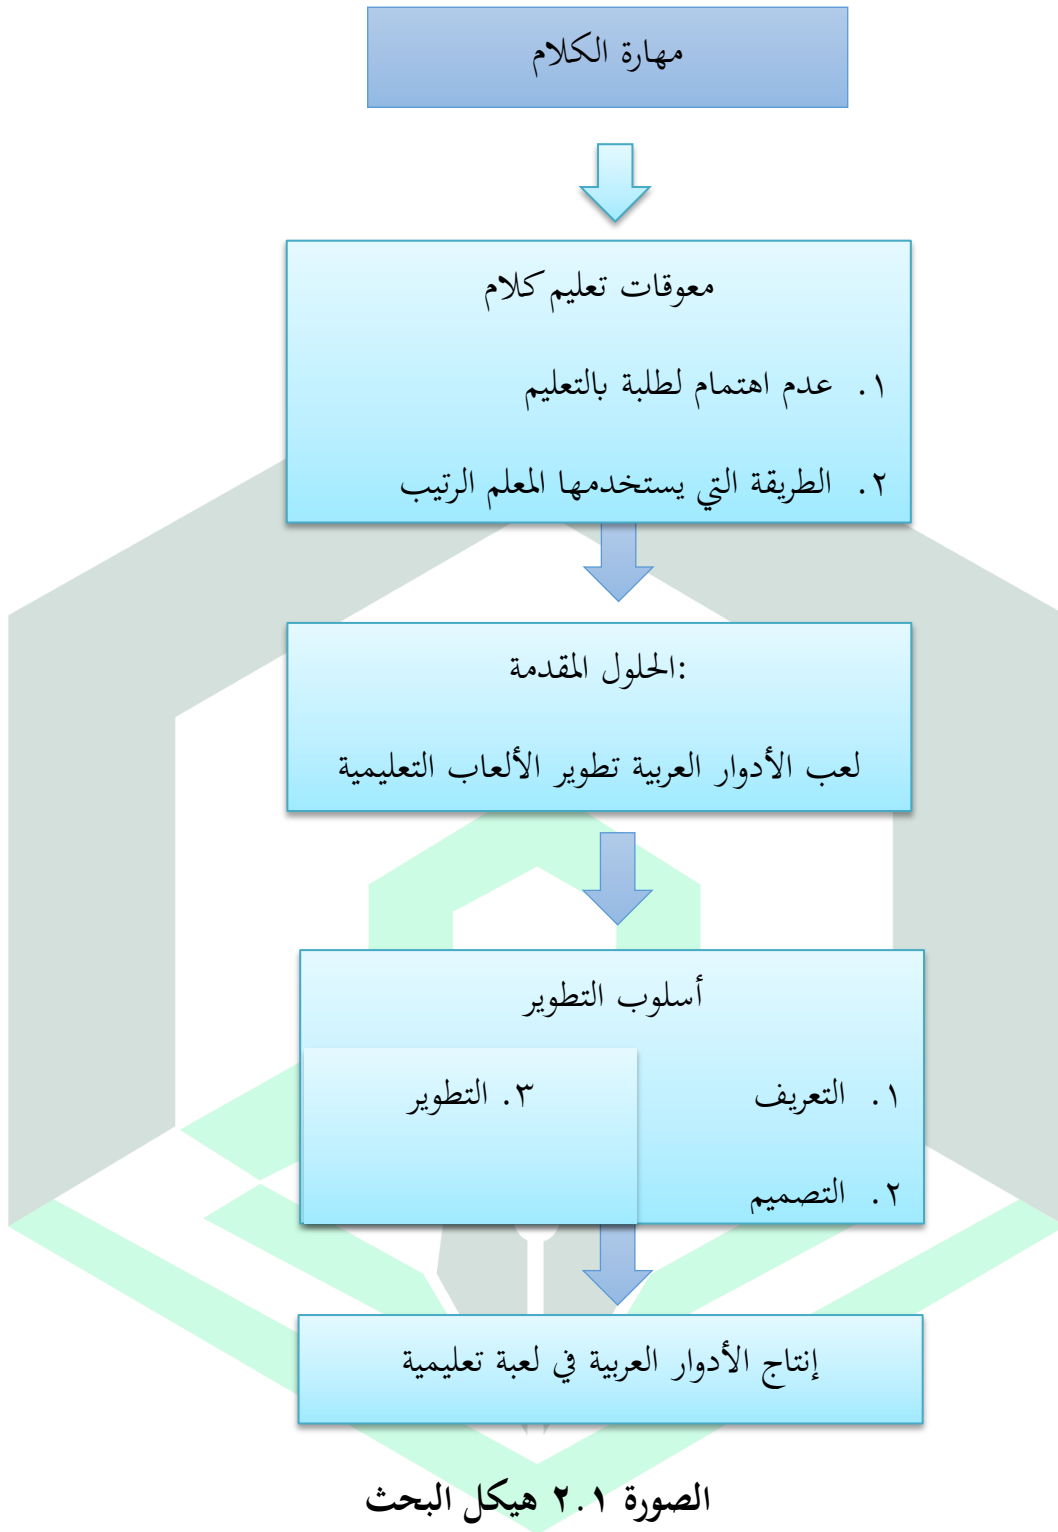 مهارة الكلام
معوقات تعليم كلام
١. عدم اهتمام لطلبة بالتعليم
٢. الطريقة التي يستخدمها المعلم الرتيب
:الحلول المقدمة
لعب الأدوار العربية تطوير الألعاب التعليمية
أسلوب التطوير
١. التعريف
٢. التصميم
٣. التطوير
إنتاج الأدوار العربية في لعبة تعليمية
الصورة ٢.١ هيكل البحث